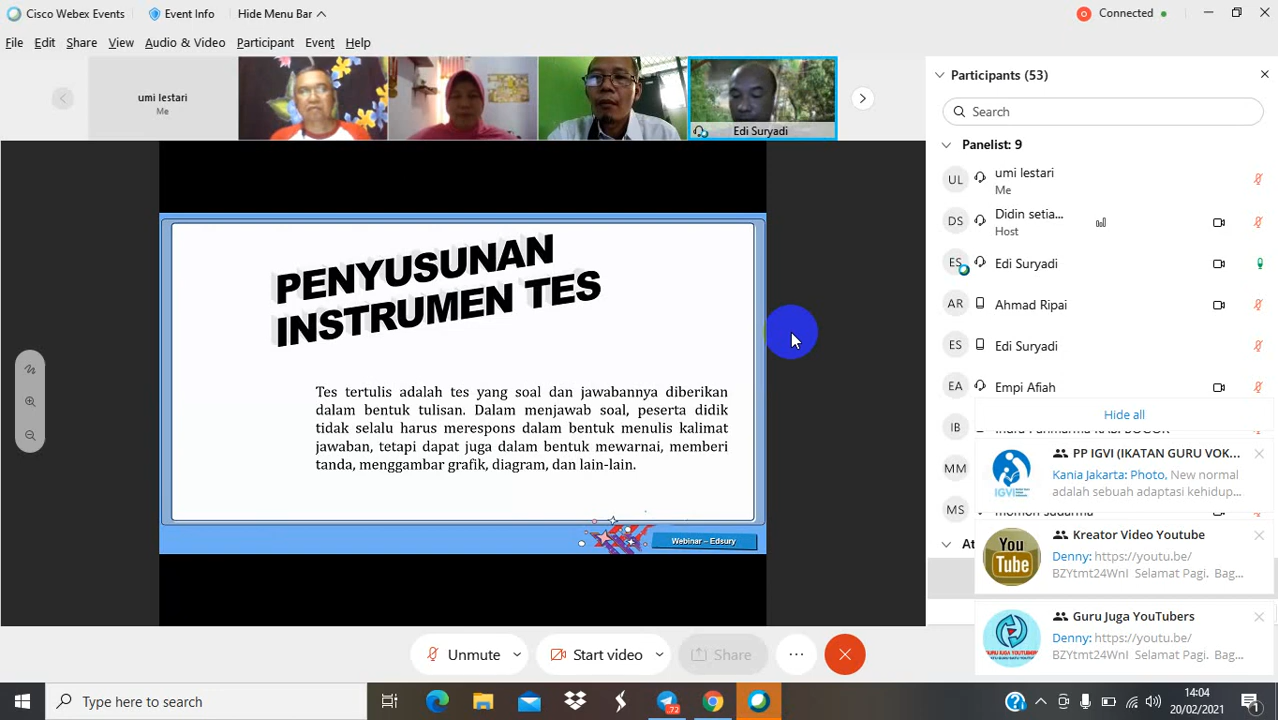 Cisco Webex Events
Event Info
Hide Menu Bar
Connected
File Edit Share View Audio & Video Participant Event Help
umi lestari
Me
Edi Suryadi
PENYUSUNAN
INSTRUMEN TES
Tes tertulis adalah tes yang soal dan jawabannya diberikan
dalam bentuk tulisan. Dalam menjawab soal, peserta didik
tidak selalu harus merespons dalam bentuk menulis kalimat
jawaban, tetapi dapat juga dalam bentuk mewarnai, memberi
tanda, menggambar grafik, diagram, dan lain-lain.
Webinar – Edsury
Participants (53)
Search
Panelist: 9
UL umi lestari
Me
DS Didin setia...
Host
ES Edi Suryadi
AR Ahmad Ripai
ES Edi Suryadi
EA Empi Afiah
IB
MM
MS
Hide all
IGVI
PP IGVI (IKATAN GURU VOK...
Kania Jakarta: Photo, New normal
adalah sebuah adaptasi kehidup...
You
Tube
Kreator Video Youtube
Denny: https://youtu.be/
BZYtmt24WnI Selamat Pagi. Bag...
Guru Juga YouTubers
Denny: https://youtu.be/
BZYtmt24WnI Selamat Pagi. Bag...
Unmute
Start video
Share
Type here to search
72
14:04
20/02/2021
1